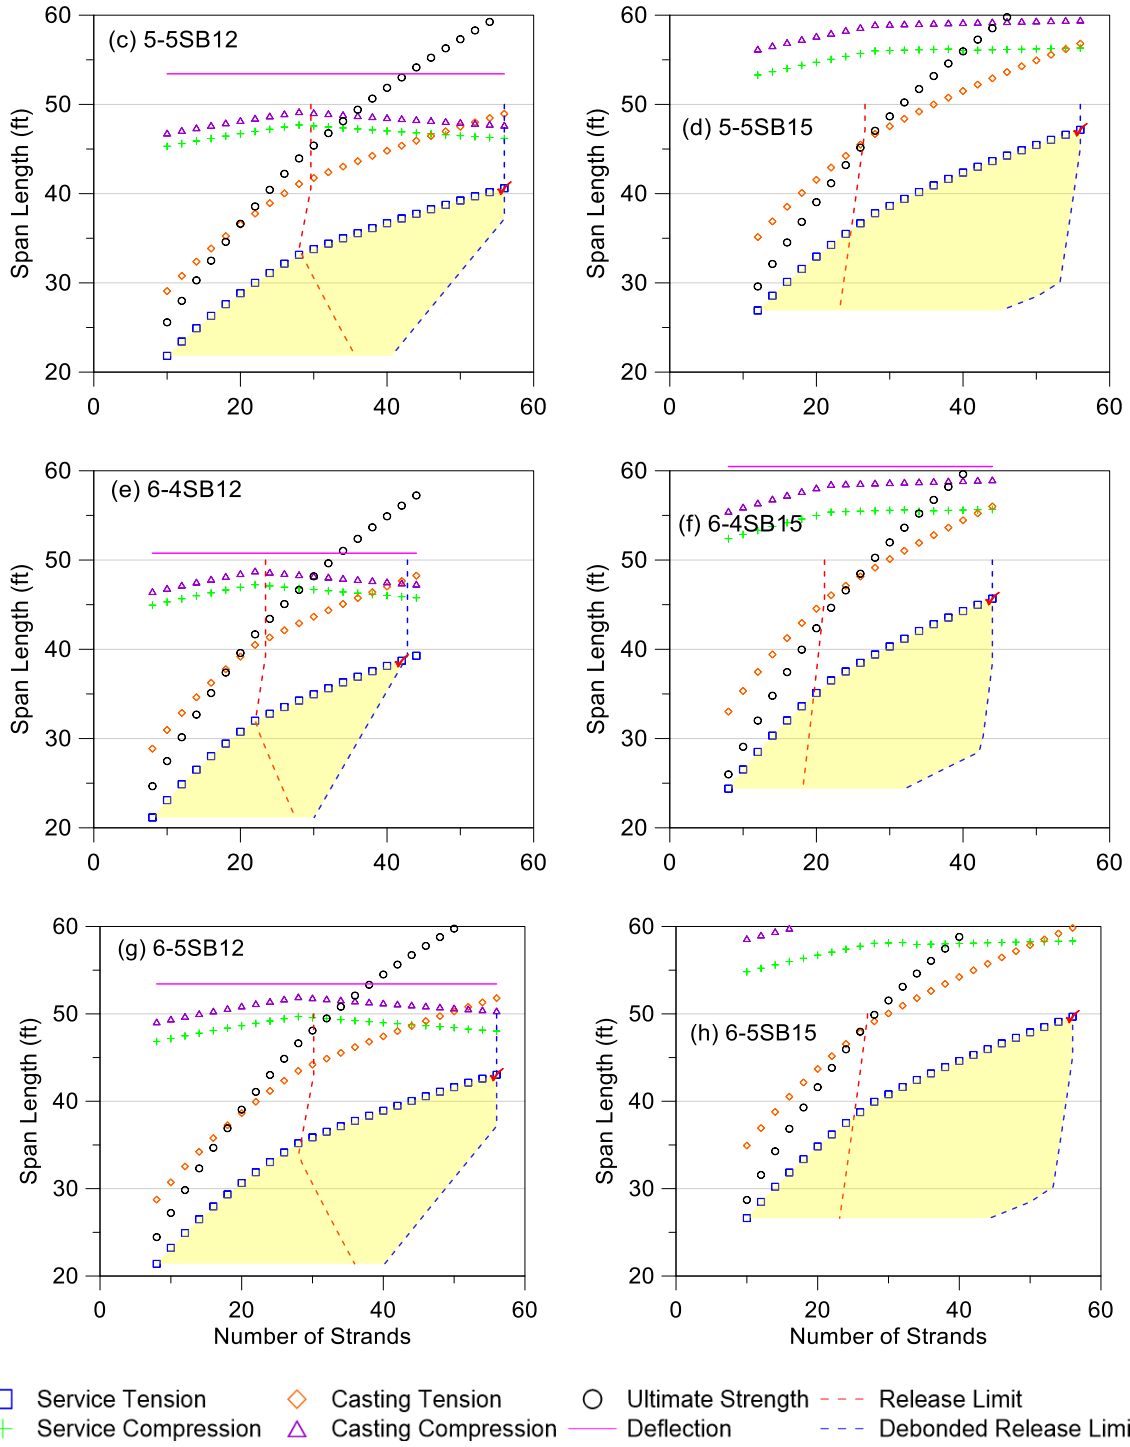 60
50
40
30
20
Span Length (ft)
(c) 5-5SB12
0
20
40
60
60
50
40
30
20
Span Length (ft)
(d) 5-5SB15
0
20
40
60
60
50
40
30
20
Span Length (ft)
(e) 6-4SB12
0
20
40
60
60
50
40
30
20
Span Length (ft)
(f) 6-4SB15
0
20
40
60
60
50
40
30
20
Span Length (ft)
(g) 6-5SB12
0
20
40
60
Number of Strands
60
50
40
30
20
Span Length (ft)
(h) 6-5SB15
0
20
40
60
Number of Strands
Service Tension
Casting Tension
Ultimate Strength
Release Limit
Service Compression
Casting Compression
Deflection
Debonded Release Limi